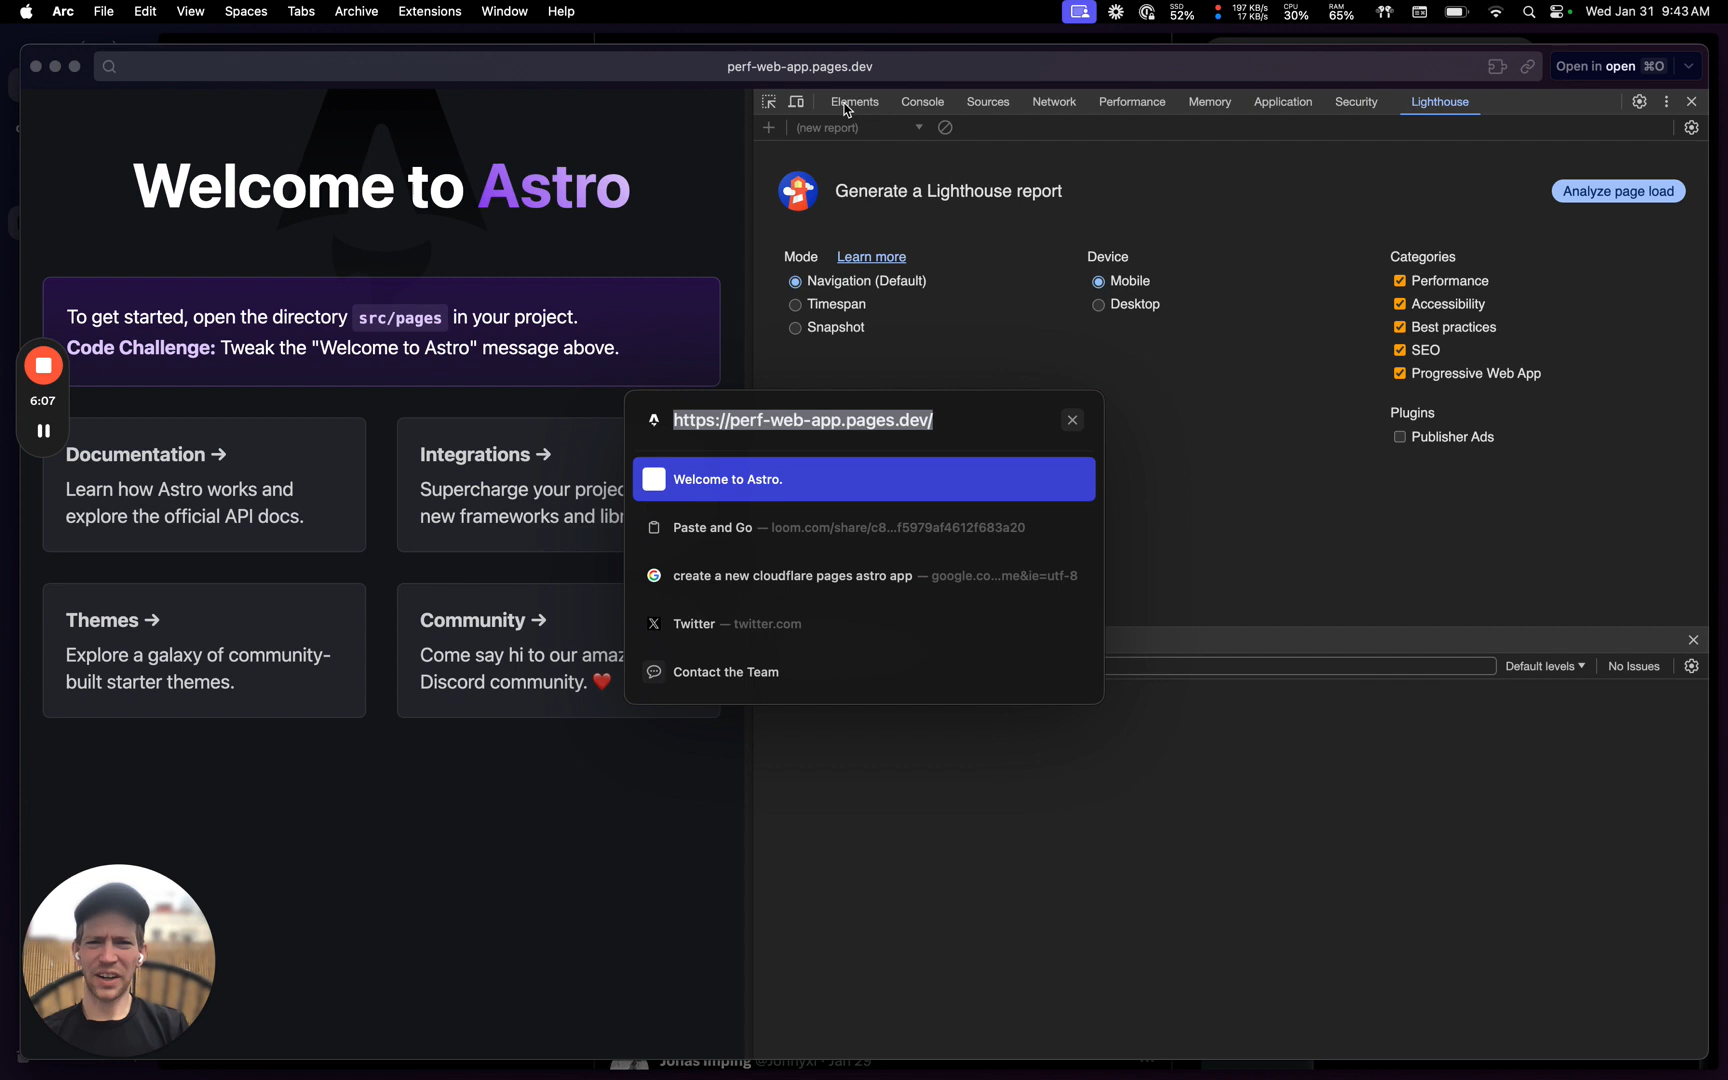 Arc File Edit View Spaces Tabs Archive Extensions Window Help
SSD 52% 197 KB/s 17 KB/s CPU 30% RAM 65% Wed Jan 31 9:43 AM
perf-web-app.pages.dev
Open in open ⌘O
Elements Console Sources Network Performance Memory Application Security Lighthouse
(new report)
Generate a Lighthouse report
Analyze page load
Mode Learn more
Navigation (Default)
Timespan
Snapshot
Device
Mobile
Desktop
Categories
Performance
Accessibility
Best practices
SEO
Progressive Web App
Plugins
Publisher Ads
Welcome to Astro
To get started, open the directory src/pages in your project.
Code Challenge: Tweak the "Welcome to Astro" message above.
6:07
Documentation →
Learn how Astro works and
explore the official API docs.
Integrations →
Supercharge your projec
new frameworks and libr
Themes →
Explore a galaxy of community-
built starter themes.
Community →
Come say hi to our amaz
Discord community. ❤️
https://perf-web-app.pages.dev/
Welcome to Astro.
Paste and Go — loom.com/share/c8...f5979af4612f683a20
create a new cloudflare pages astro app — google.co...me&ie=utf-8
Twitter — twitter.com
Contact the Team
Default levels No Issues
Jonas Imping @Jonnyxi · Jan 29